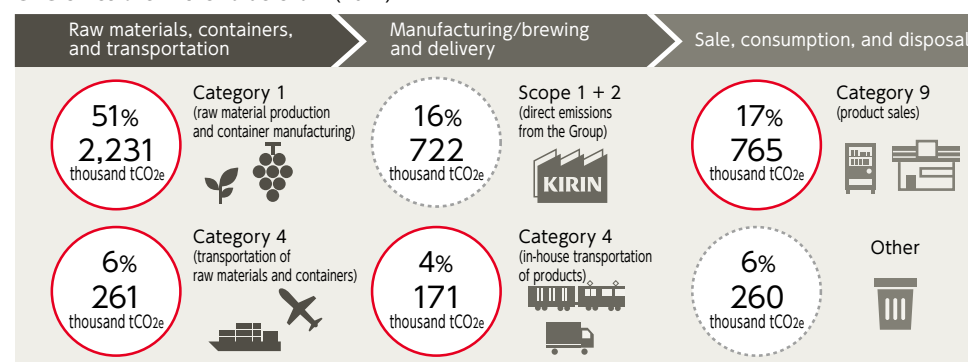 Raw materials, containers,
and transportation
Manufacturing/brewing
and delivery
Sale, consumption, and disposal
51%
2,231
thousand tCO2e
Category 1
(raw material production
and container manufacturing)
16%
722
thousand tCO2e
Scope 1 + 2
(direct emissions
from the Group)
KIRIN
17%
765
thousand tCO2e
Category 9
(product sales)
6%
261
thousand tCO2e
Category 4
(transportation of
raw materials and containers)
4%
171
thousand tCO2e
Category 4
(in-house transportation
of products)
6%
260
thousand tCO2e
Other